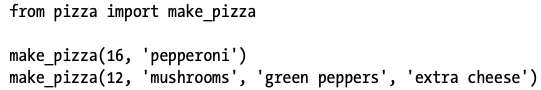 from pizza import make_pizza
make_pizza(16, 'pepperoni')
make_pizza(12, 'mushrooms', 'green peppers', 'extra cheese')